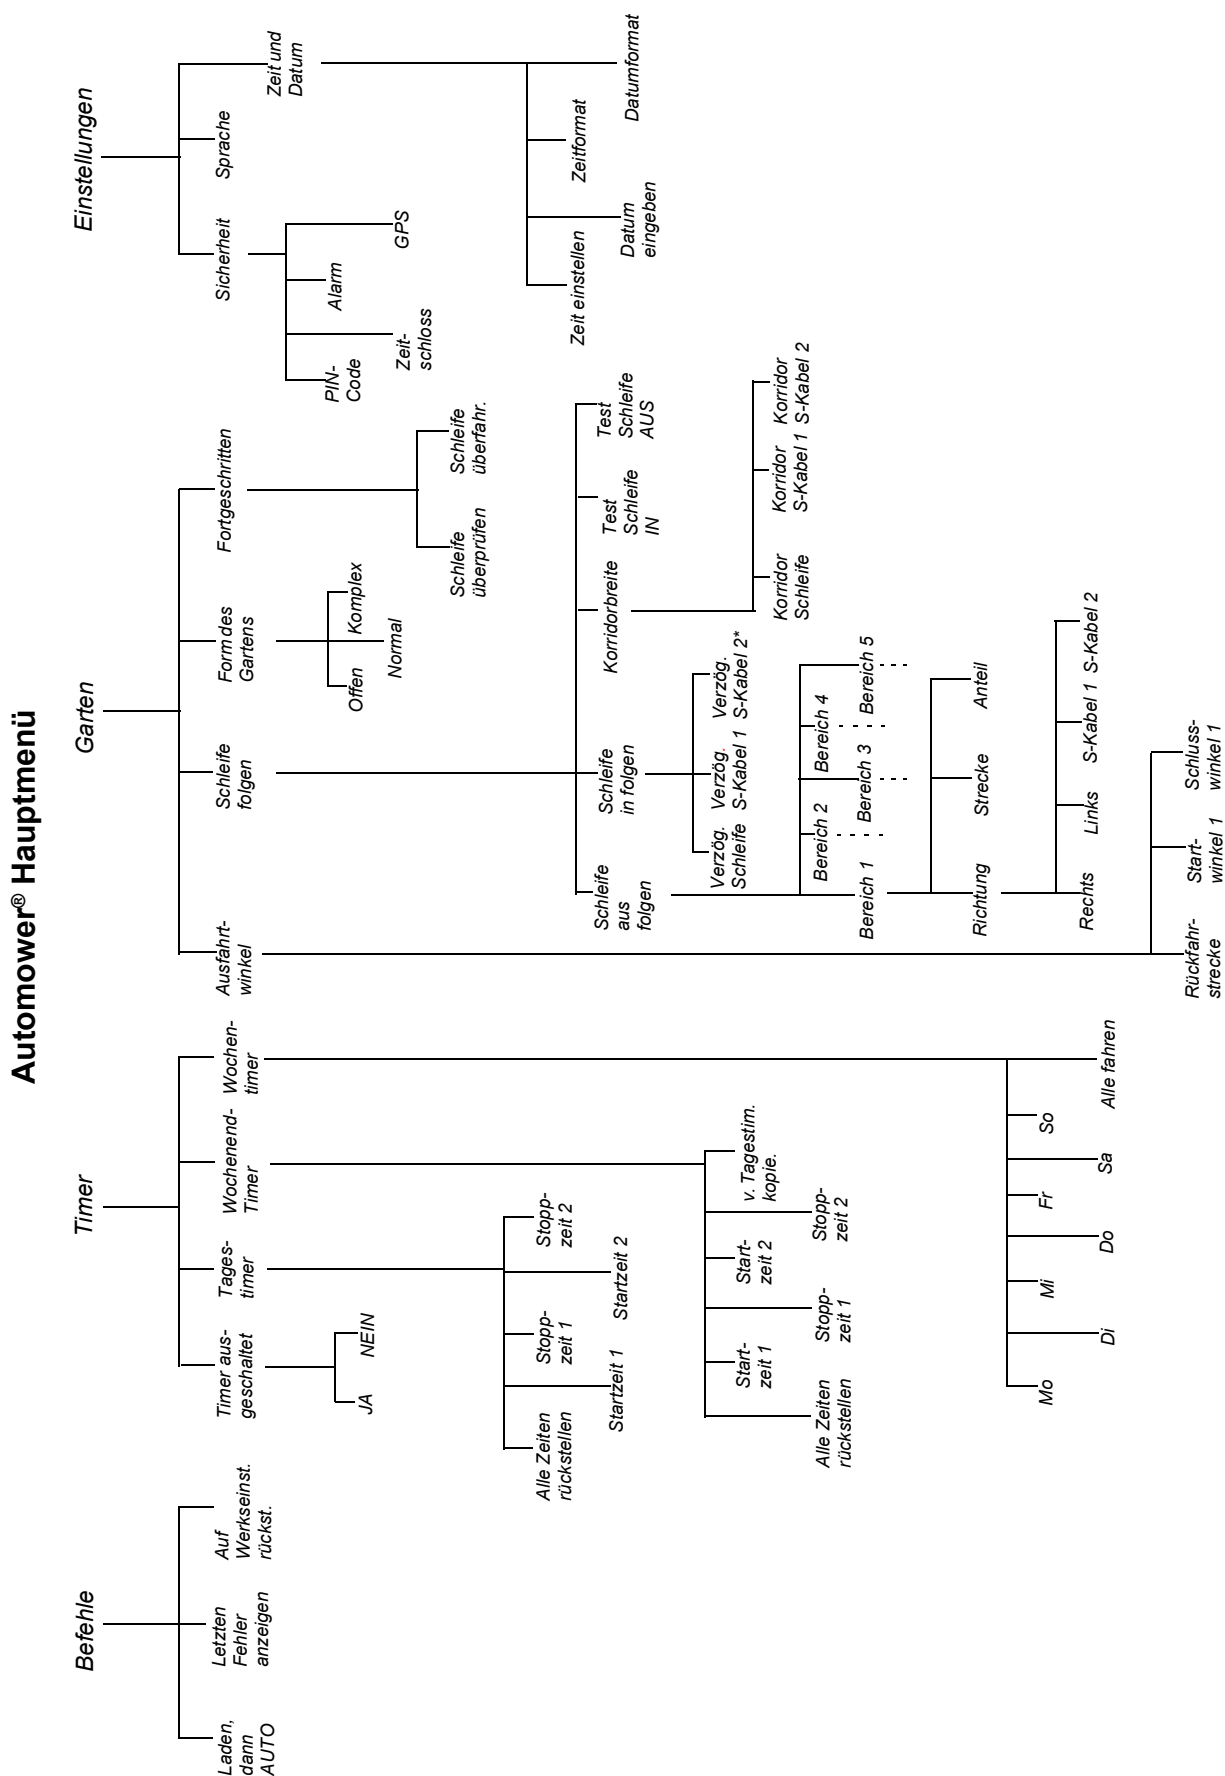 Automower® Hauptmenü
Befehle
Timer
Garten
Einstellungen
Laden,
dann
AUTO
Letzten
Fehler
anzeigen
Auf
Werkseinst.
rückst.
Timer aus-
geschaltet
JA
NEIN
Tages-
timer
Alle Zeiten
rückstellen
Startzeit 1
Stopp-
zeit 1
Startzeit 2
Stopp-
zeit 2
Wochenend-
Timer
Alle Zeiten
rückstellen
Start-
zeit 1
Stopp-
zeit 1
Start-
zeit 2
Stopp-
zeit 2
v. Tagestim.
kopie.
Wochen-
timer
Mo
Di
Mi
Do
Fr
Sa
So
Alle fahren
Ausfahrt-
winkel
Rückfahr-
strecke
Start-
winkel 1
Schluss-
winkel 1
Schleife
folgen
Schleife
aus
folgen
Bereich 1
Bereich 2
Bereich 3
Bereich 4
Bereich 5
Richtung
Strecke
Anteil
Rechts
Links
S-Kabel 1
S-Kabel 2
Schleife
in folgen
Verzög.
Schleife
Verzög.
S-Kabel 1
Verzög.
S-Kabel 2*
Korridorbreite
Korridor
Schleife
Korridor
S-Kabel 1
Korridor
S-Kabel 2
Test
Schleife
IN
Test
Schleife
AUS
Form des
Gartens
Offen
Normal
Komplex
Fortgeschritten
Schleife
überprüfen
Schleife
überfahr.
Sicherheit
PIN-
Code
Zeit-
schloss
Alarm
GPS
Sprache
Zeit und
Datum
Zeit einstellen
Datum
eingeben
Zeitformat
Datumformat